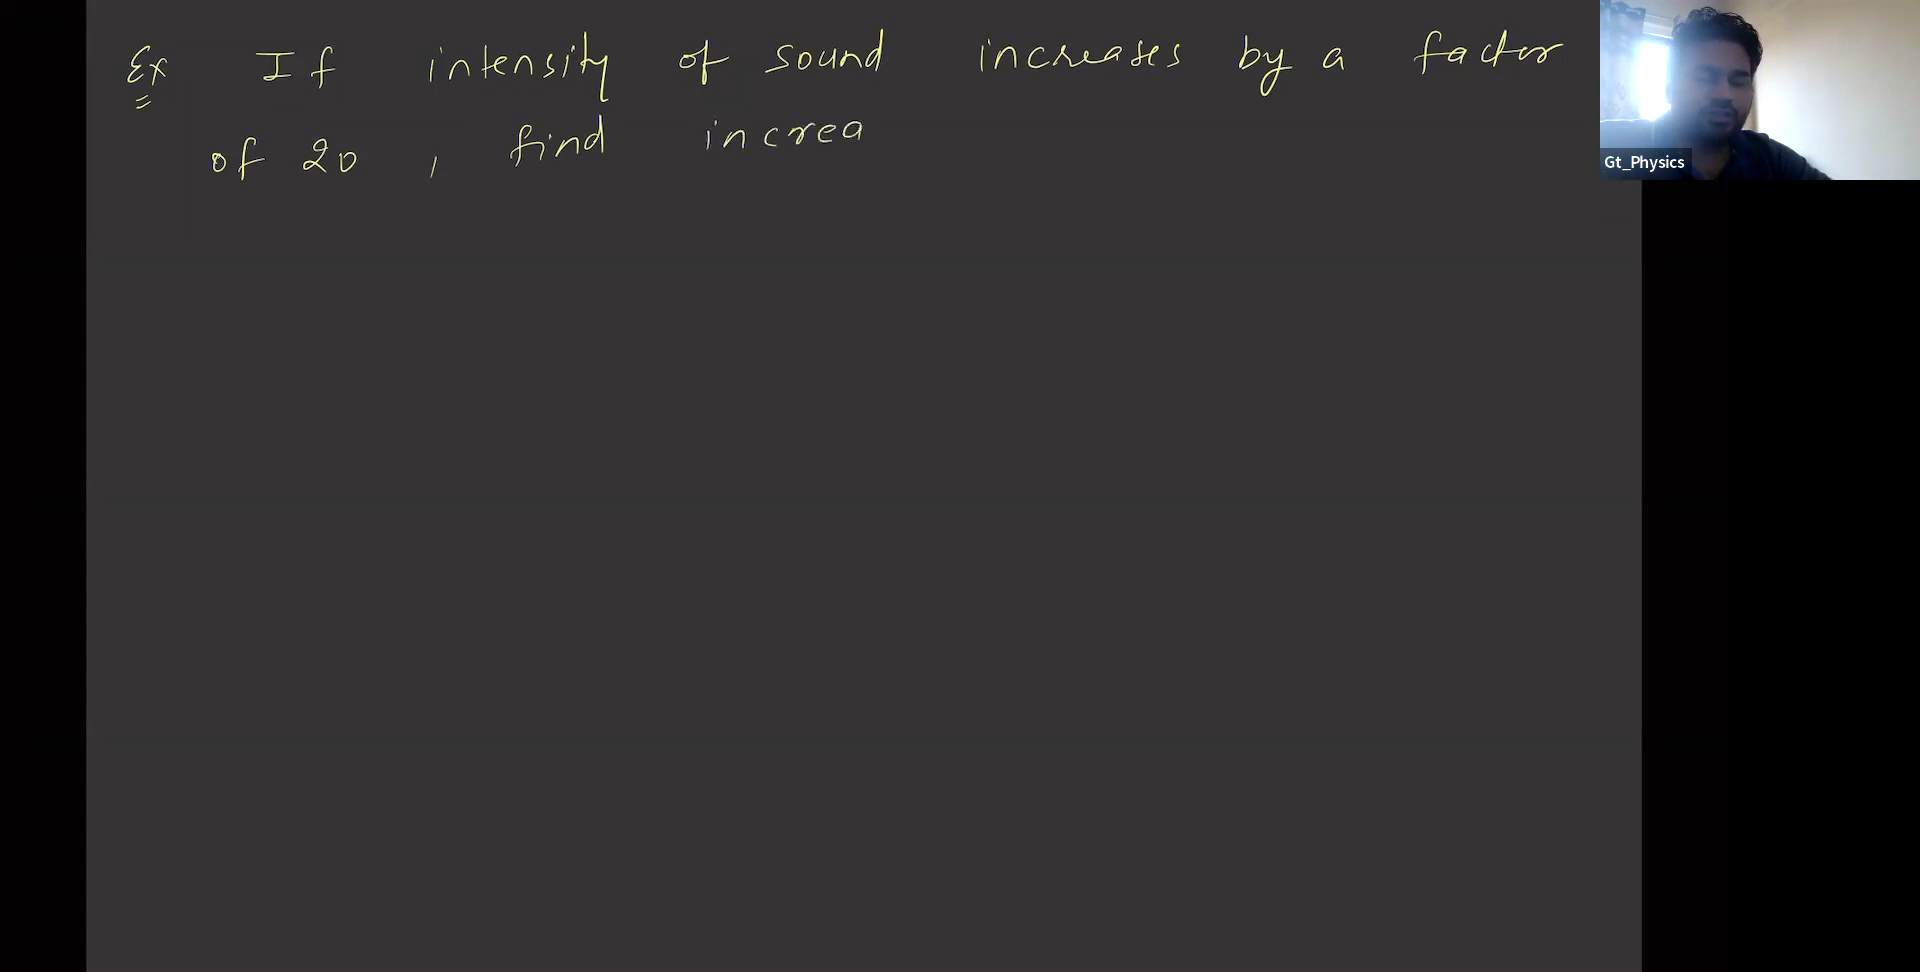 Ex If intensity of sound increases by a factor
of 20 , find increa
Gt_Physics